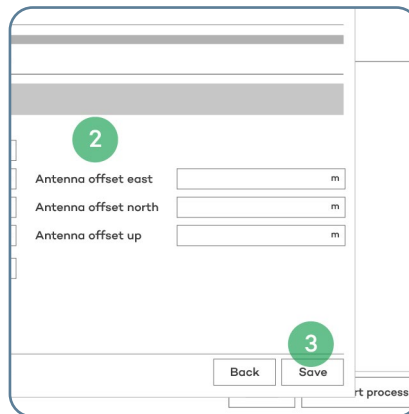 2
Antenna offset east m
Antenna offset north m
Antenna offset up m
3
Back Save
rt process